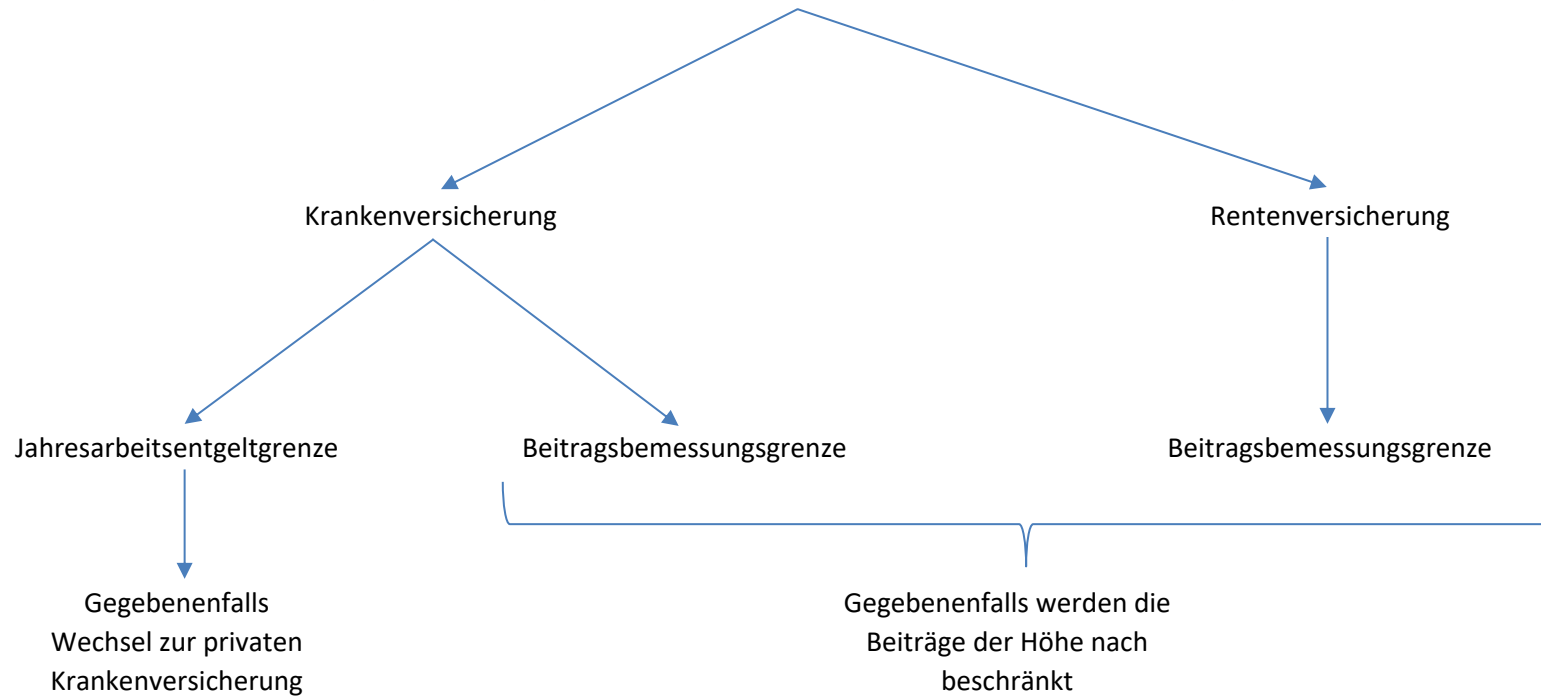 Krankenversicherung
Rentenversicherung
Jahresarbeitsentgeltgrenze
Beitragsbemessungsgrenze
Beitragsbemessungsgrenze
Gegebenenfalls
Wechsel zur privaten
Krankenversicherung
Gegebenenfalls werden die
Beiträge der Höhe nach
beschränkt